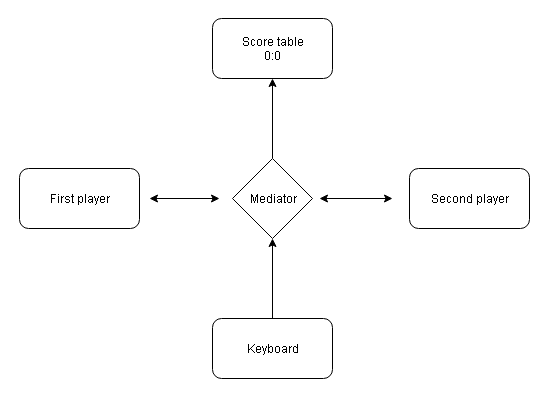 Score table
0:0
First player
Mediator
Second player
Keyboard